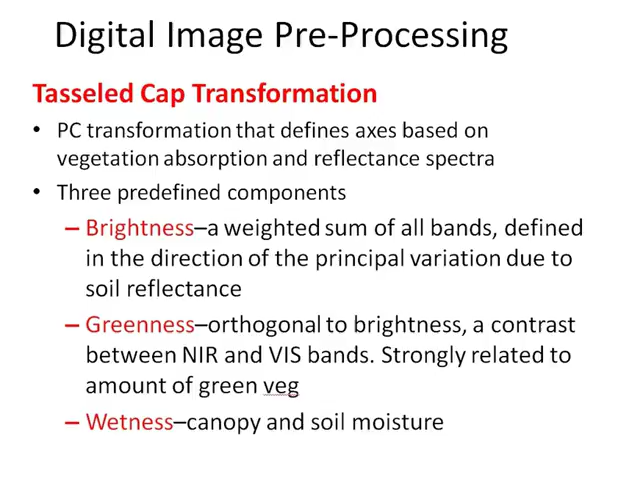 Digital Image Pre-Processing
Tasseled Cap Transformation
• PC transformation that defines axes based on
vegetation absorption and reflectance spectra
• Three predefined components
– Brightness–a weighted sum of all bands, defined
in the direction of the principal variation due to
soil reflectance
– Greenness–orthogonal to brightness, a contrast
between NIR and VIS bands. Strongly related to
amount of green veg
– Wetness–canopy and soil moisture